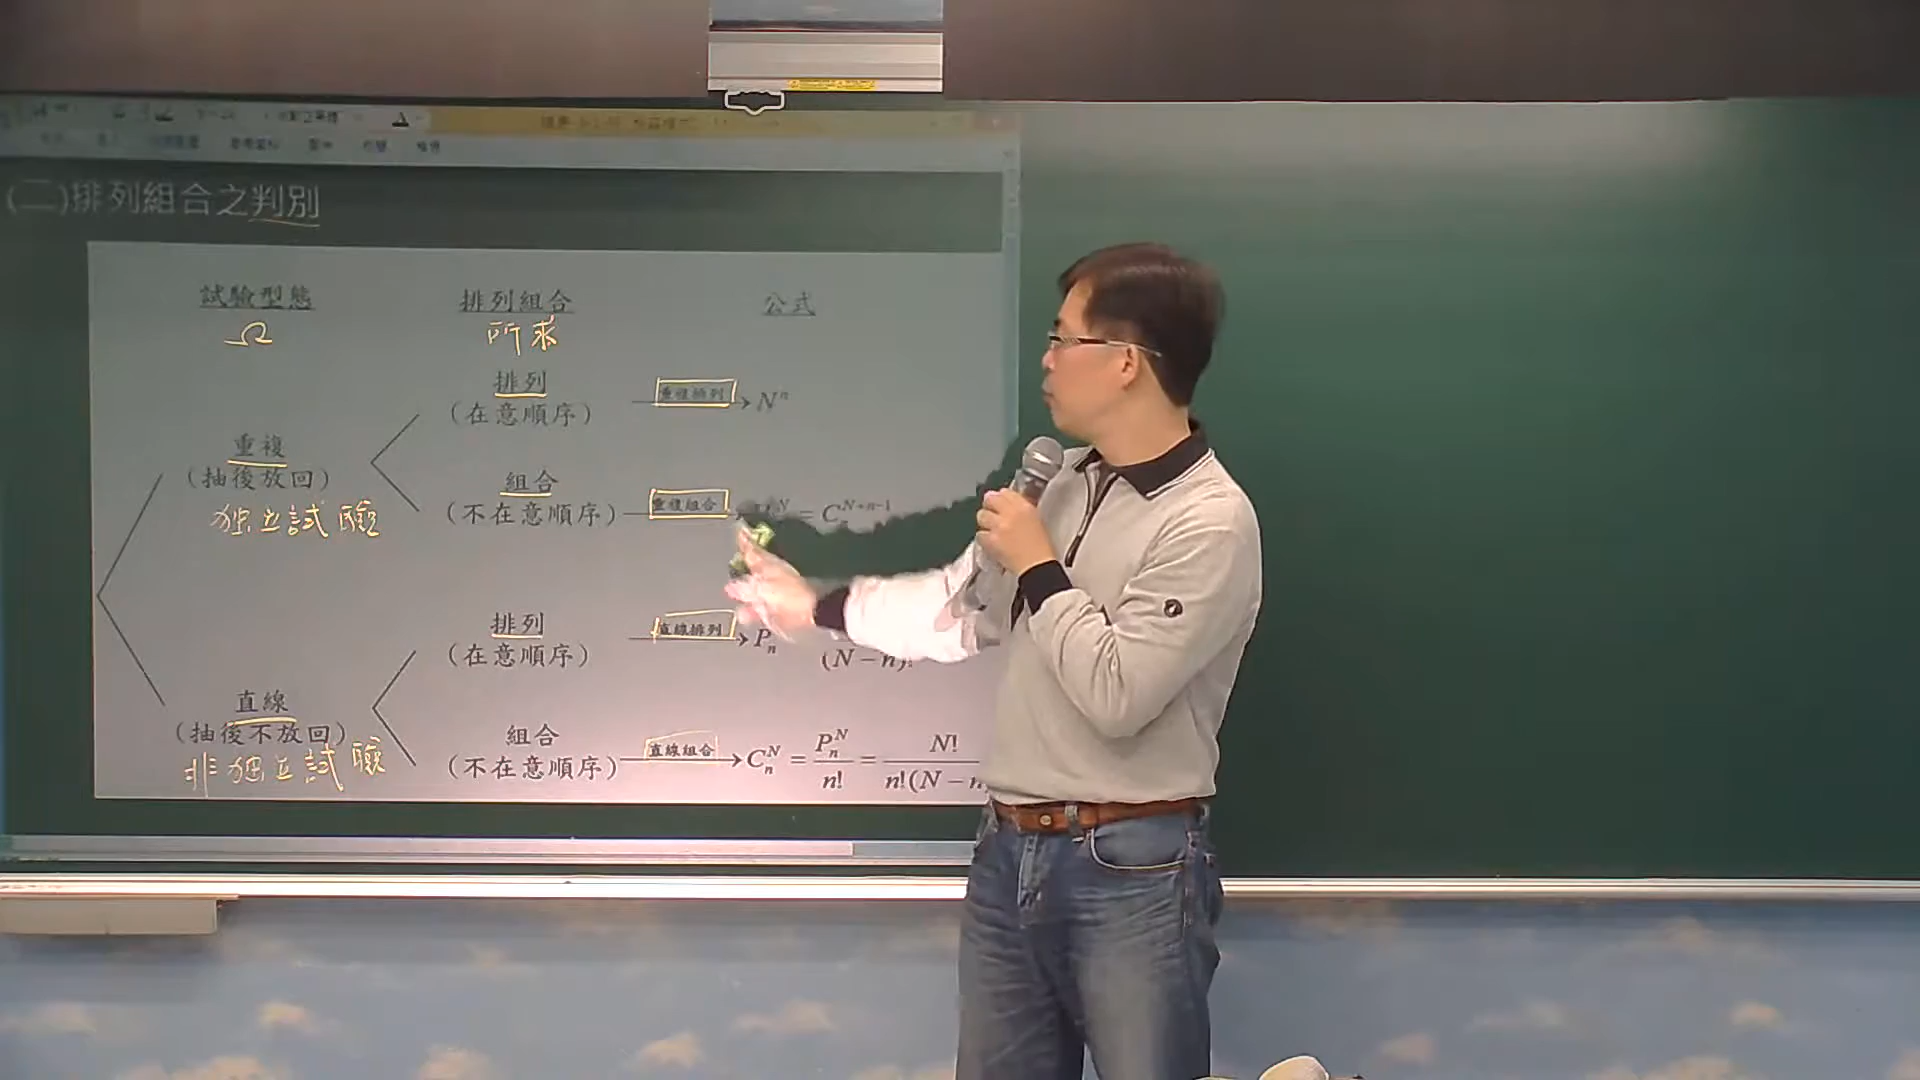 (二)排列組合之判別
試驗型態 排列組合 公式
Ω 所求
排列
(在意順序) 重複排列 → Nⁿ
重複
(抽後放回)
獨立試驗
組合
(不在意順序) 重複組合 = C_n^{N+n-1}
排列
(在意順序) 直線排列 → P_n (N-n)!
直線
(抽後不放回)
非獨立試驗
組合
(不在意順序) 直線組合 → C_n^N = P_n^N / n! = N! / n!(N-n